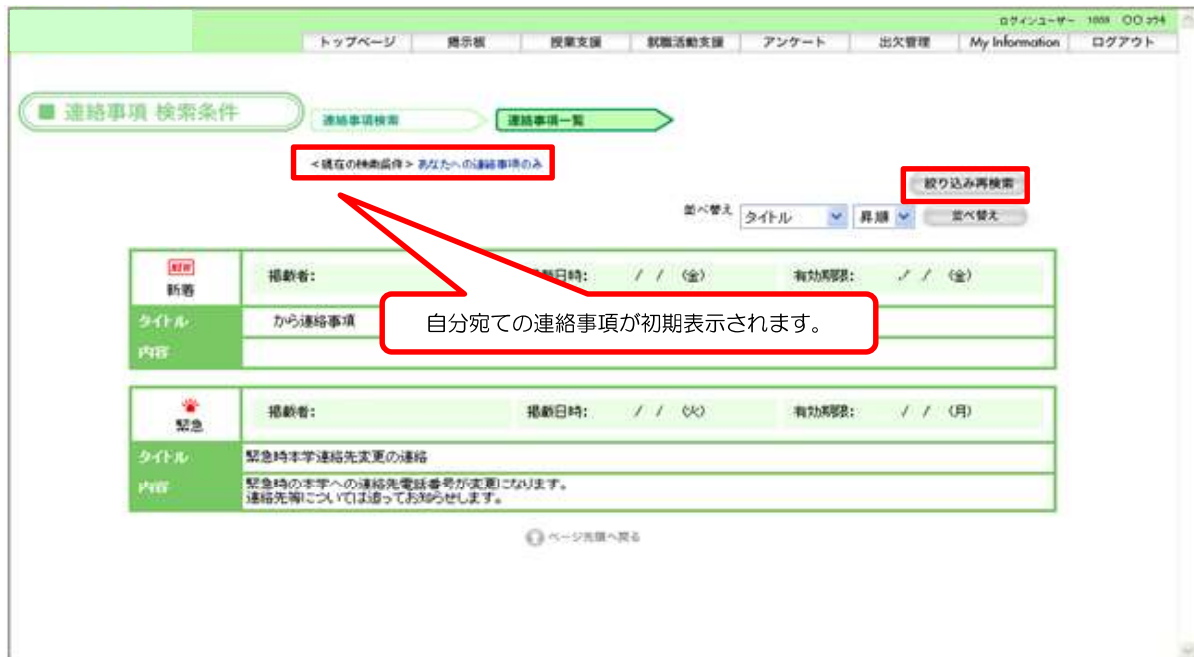 ログインユーザー 1000 〇〇 コウキ
トップページ 掲示板 授業支援 就職活動支援 アンケート 出欠管理 My Information ログアウト
■ 連絡事項 検索条件
連絡事項検索 連絡事項一覧
<現在の検索条件> あなたへの連絡事項のみ
絞り込み再検索
並べ替え タイトル 昇順 並べ替え
NEW
新着
掲載者: 掲載日時: / / (金) 有効期限: / / (金)
タイトル から連絡事項
自分宛ての連絡事項が初期表示されます。
内容
緊急
掲載者: 掲載日時: / / (火) 有効期限: / / (月)
タイトル 緊急時本学連絡先変更の連絡
内容 緊急時の本学への連絡先電話番号が変更になります。
連絡先等については追ってお知らせします。
ページ先頭へ戻る